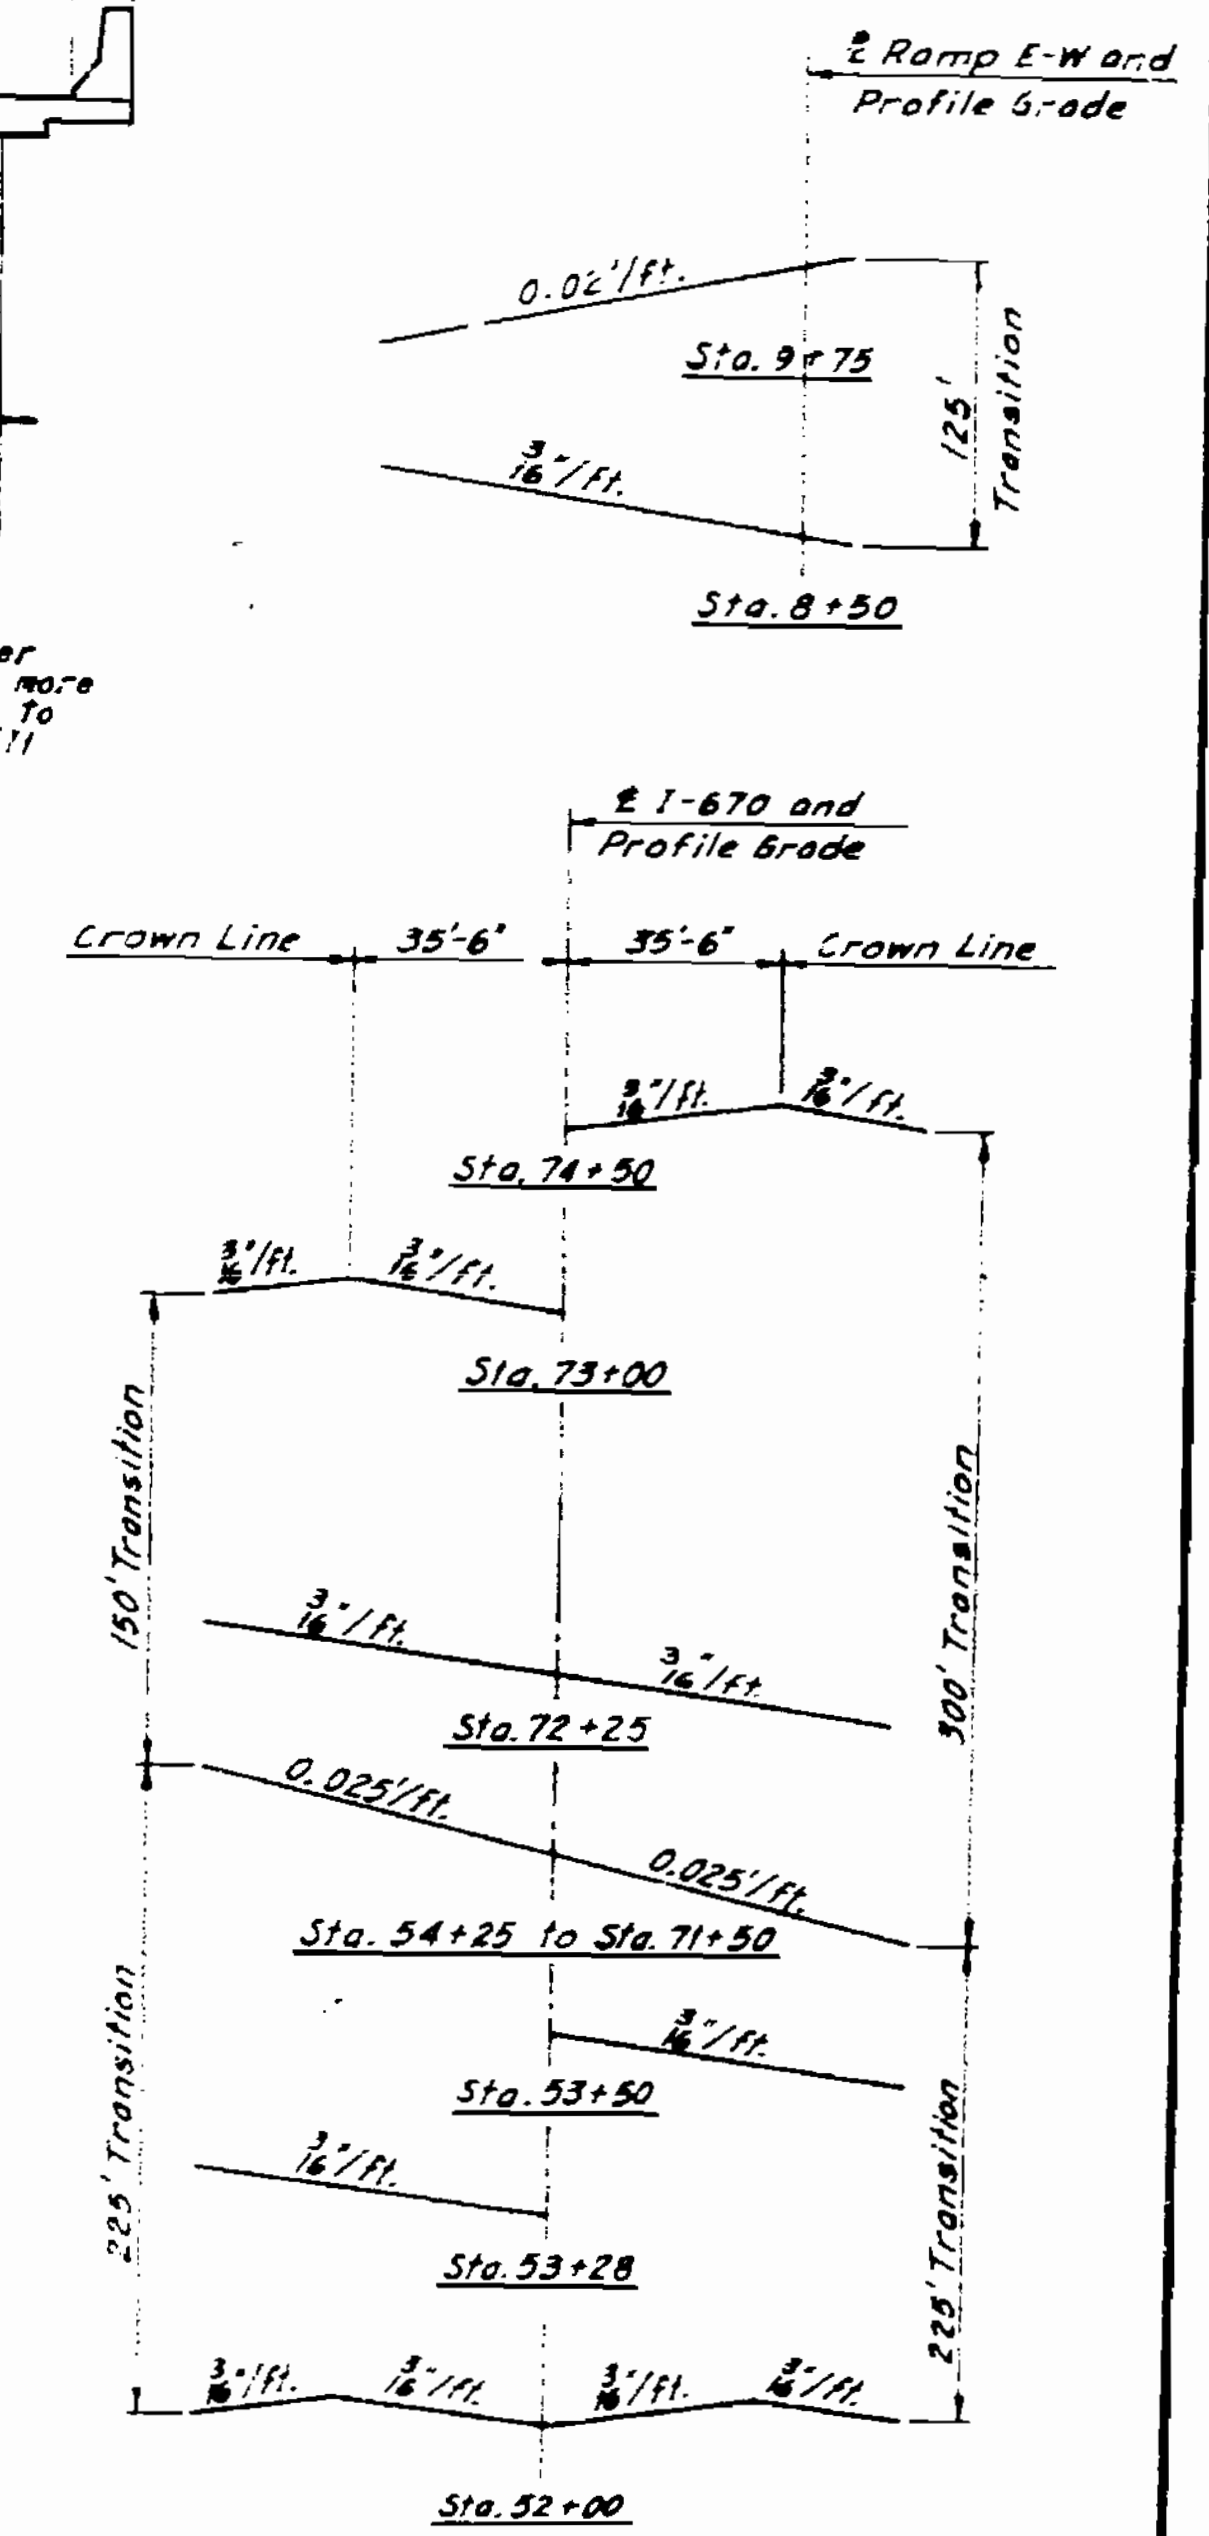 ℄ Ramp E-W and
Profile Grade
0.02'/ft.
Sta. 9+75
125'
Transition
3/16"/ft.
Sta. 8+50
er
more
to
℄ I-670 and
Profile Grade
Crown Line 35'-6" 35'-6" Crown Line
3/16"/ft. 3/16"/ft.
Sta. 74+50
3/16"/ft. 3/16"/ft.
Sta. 73+00
150' Transition
300' Transition
3/16"/ft. 3/16"/ft.
Sta. 72+25
0.025'/ft. 0.025'/ft.
Sta. 54+25 to Sta. 71+50
3/16"/ft.
Sta. 53+50
225' Transition
225' Transition
3/16"/ft.
Sta. 53+28
3/16"/ft. 3/16"/ft. 3/16"/ft. 3/16"/ft.
Sta. 52+00